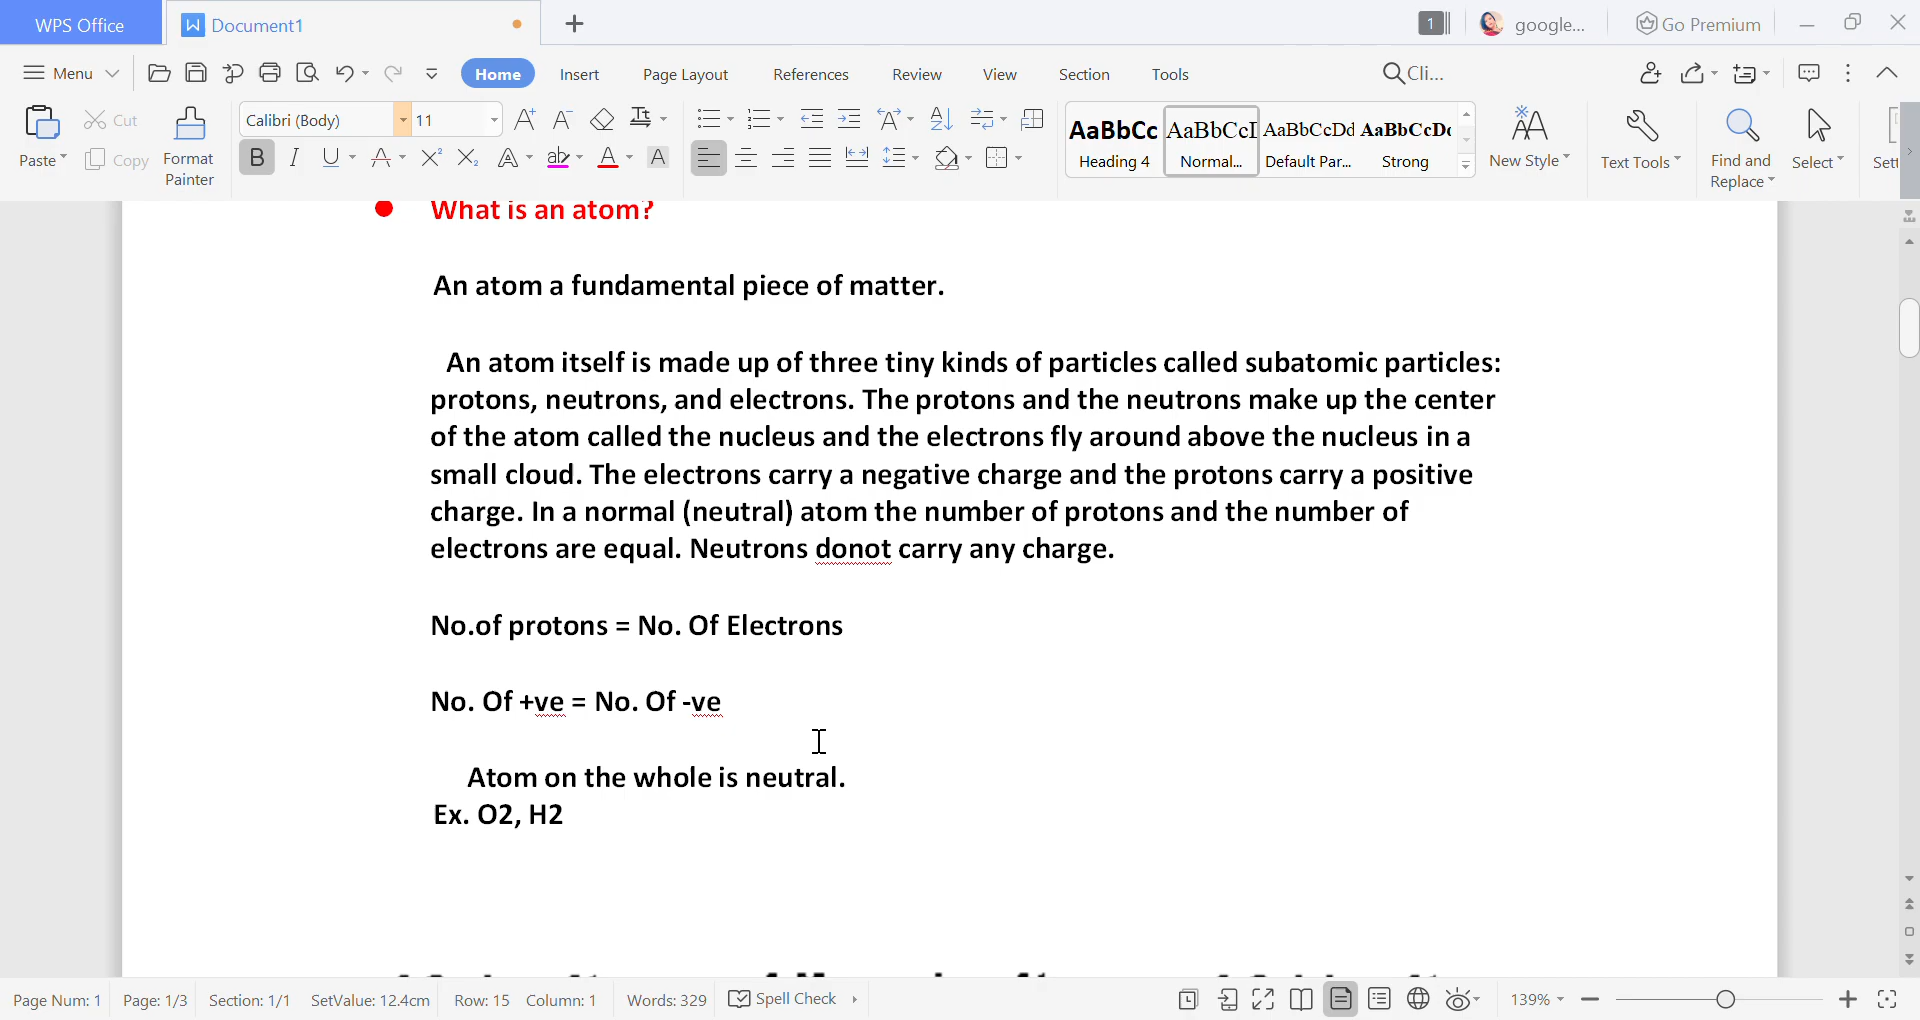 WPS Office
Document1
1
google...
Go Premium
Menu
Home
Insert
Page Layout
References
Review
View
Section
Tools
Cli...
Paste
Cut
Copy
Format
Painter
Calibri (Body)
11
AaBbCc
Heading 4
AaBbCcD
Normal...
AaBbCcDd
Default Par...
AaBbCcDd
Strong
New Style
Text Tools
Find and
Replace
Select
Sett
What is an atom?
An atom a fundamental piece of matter.
An atom itself is made up of three tiny kinds of particles called subatomic particles:
protons, neutrons, and electrons. The protons and the neutrons make up the center
of the atom called the nucleus and the electrons fly around above the nucleus in a
small cloud. The electrons carry a negative charge and the protons carry a positive
charge. In a normal (neutral) atom the number of protons and the number of
electrons are equal. Neutrons donot carry any charge.
No.of protons = No. Of Electrons
No. Of +ve = No. Of -ve
Atom on the whole is neutral.
Ex. O2, H2
Page Num: 1
Page: 1/3
Section: 1/1
SetValue: 12.4cm
Row: 15
Column: 1
Words: 329
Spell Check
139%